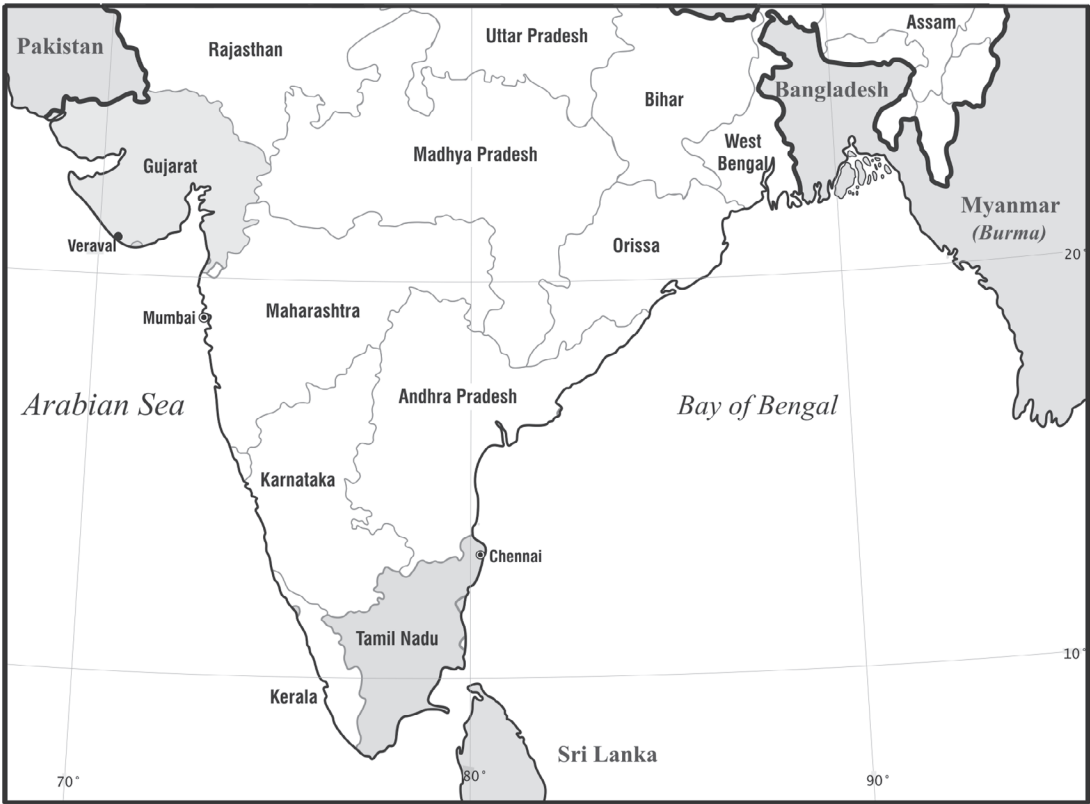 Pakistan
Rajasthan
Uttar Pradesh
Assam
Bihar
Bangladesh
Gujarat
Madhya Pradesh
West
Bengal
Myanmar
(Burma)
Veraval
Orissa
20°
Mumbai
Maharashtra
Arabian Sea
Andhra Pradesh
Bay of Bengal
Karnataka
Chennai
Tamil Nadu
10°
Kerala
Sri Lanka
70°
80°
90°